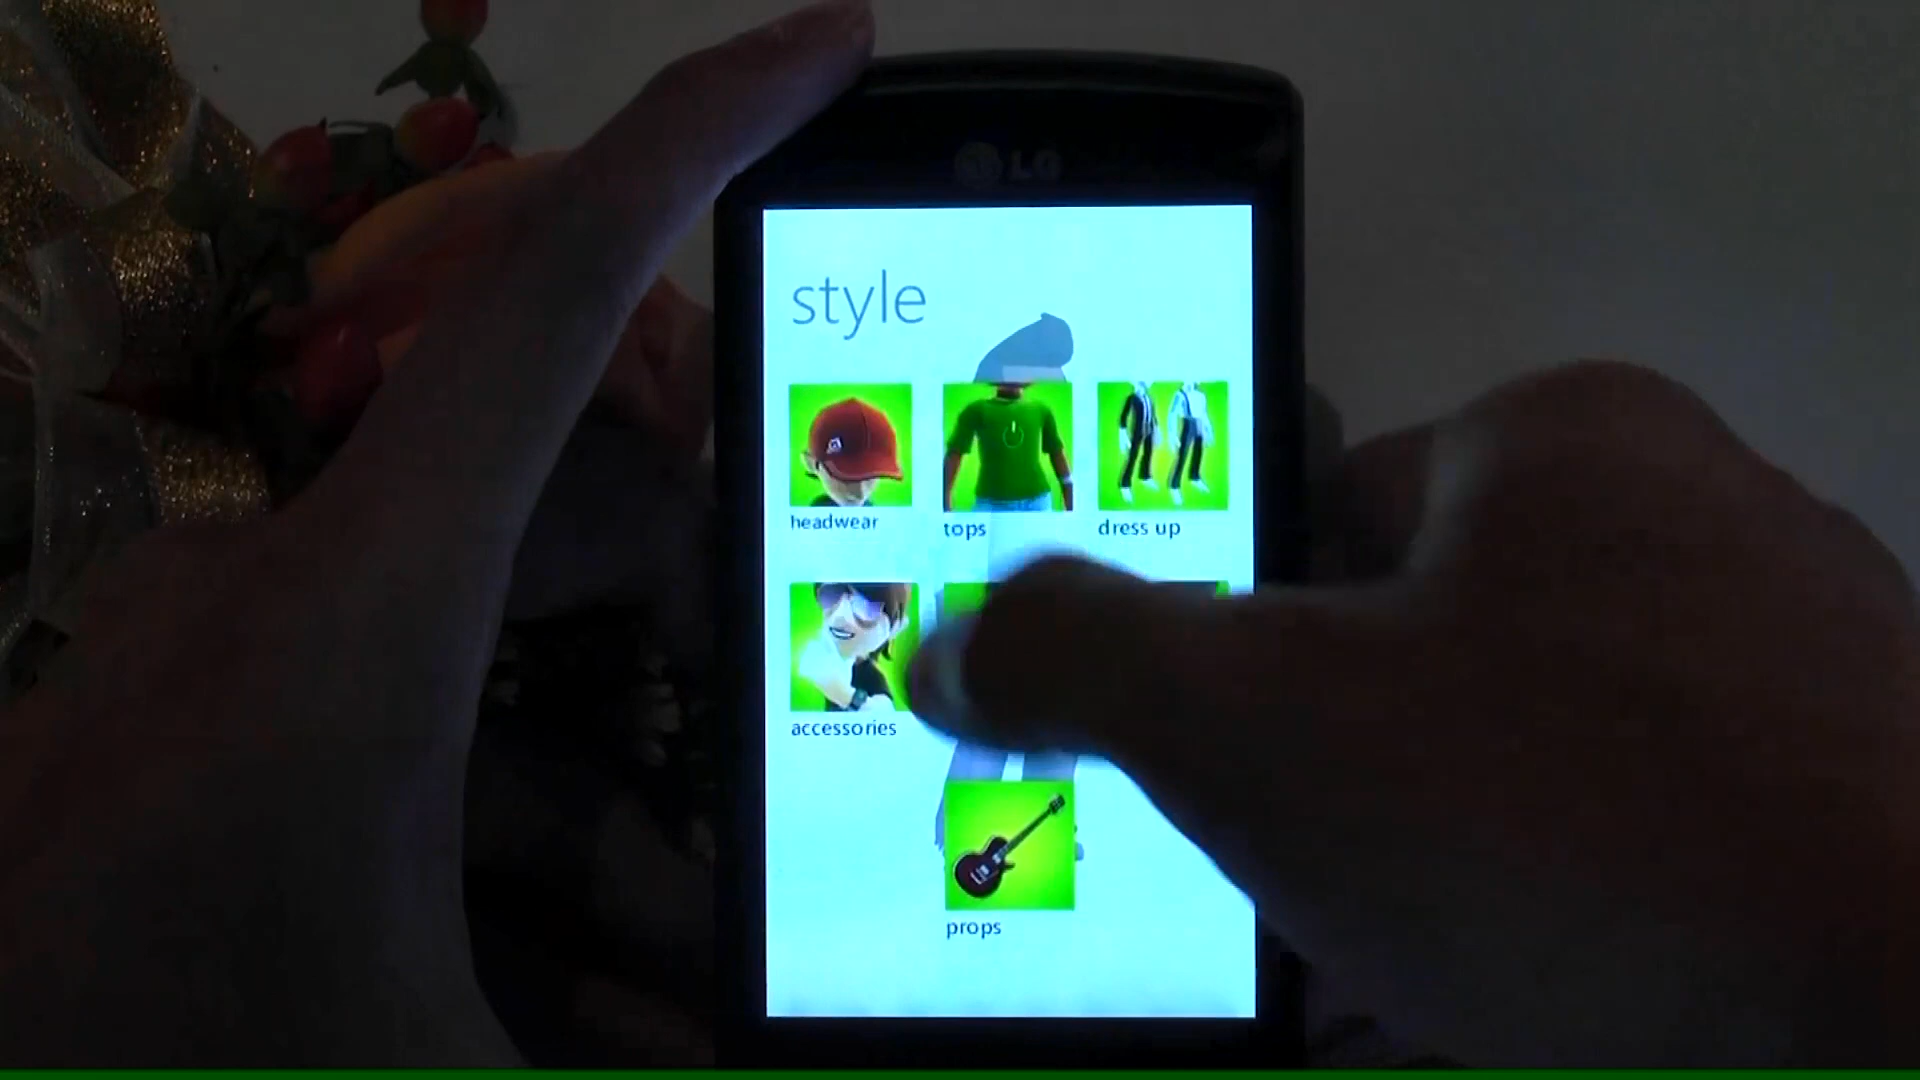 LG
style
headwear
tops
dress up
accessories
props